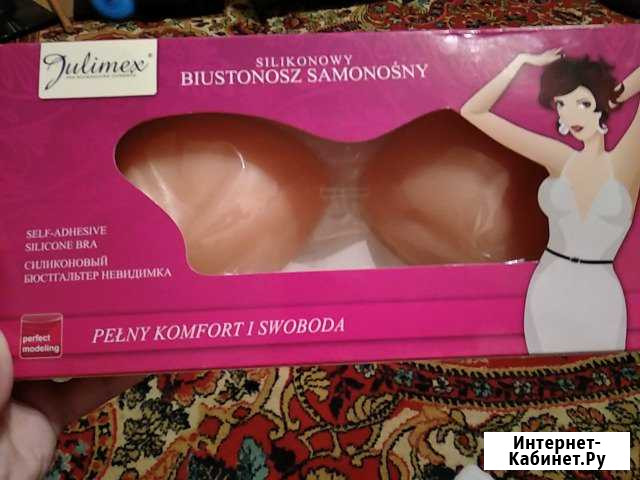 Julimex
SILIKONOWY
BIUSTONOSZ SAMONOŚNY
SELF-ADHESIVE
SILICONE BRA
СИЛИКОНОВЫЙ
БЮСТГАЛЬТЕР НЕВИДИМКА
perfect
modeling
PEŁNY KOMFORT I SWOBODA
Интернет-
Кабинет.Ру